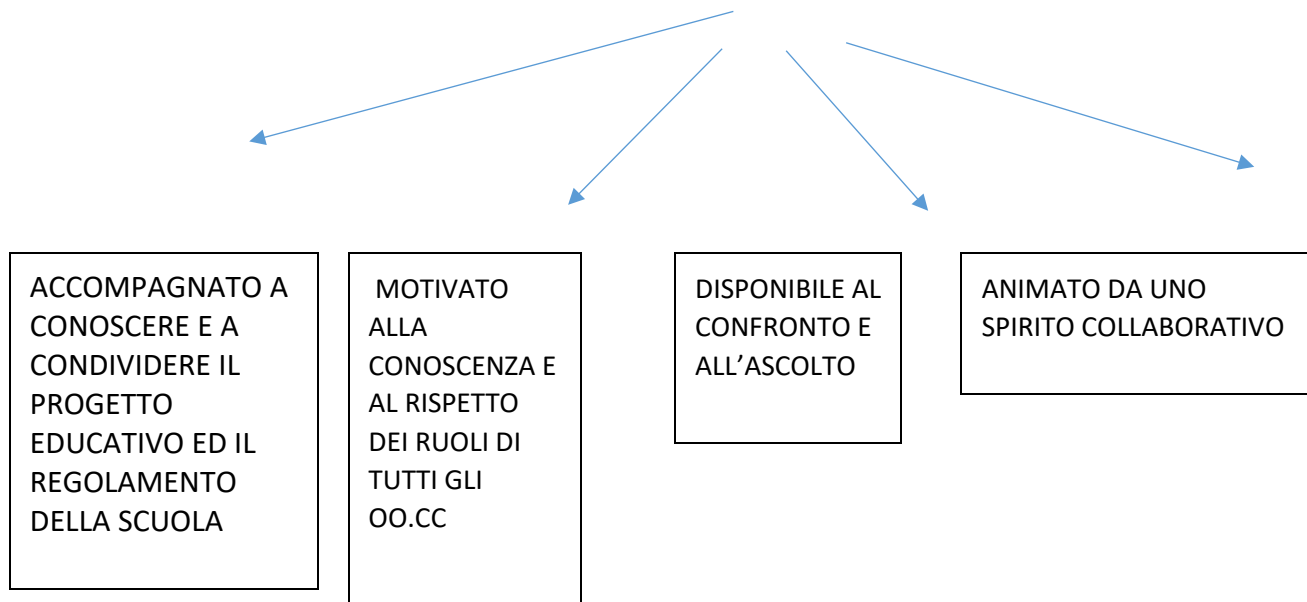 ACCOMPAGNATO A
CONOSCERE E A
CONDIVIDERE IL
PROGETTO
EDUCATIVO ED IL
REGOLAMENTO
DELLA SCUOLA
MOTIVATO
ALLA
CONOSCENZA E
AL RISPETTO
DEI RUOLI DI
TUTTI GLI
OO.CC
DISPONIBILE AL
CONFRONTO E
ALL’ASCOLTO
ANIMATO DA UNO
SPIRITO COLLABORATIVO